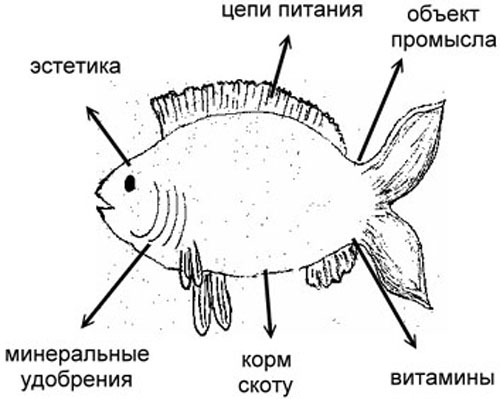 цепи питания
объект
промысла
эстетика
минеральные
удобрения
корм
скоту
витамины